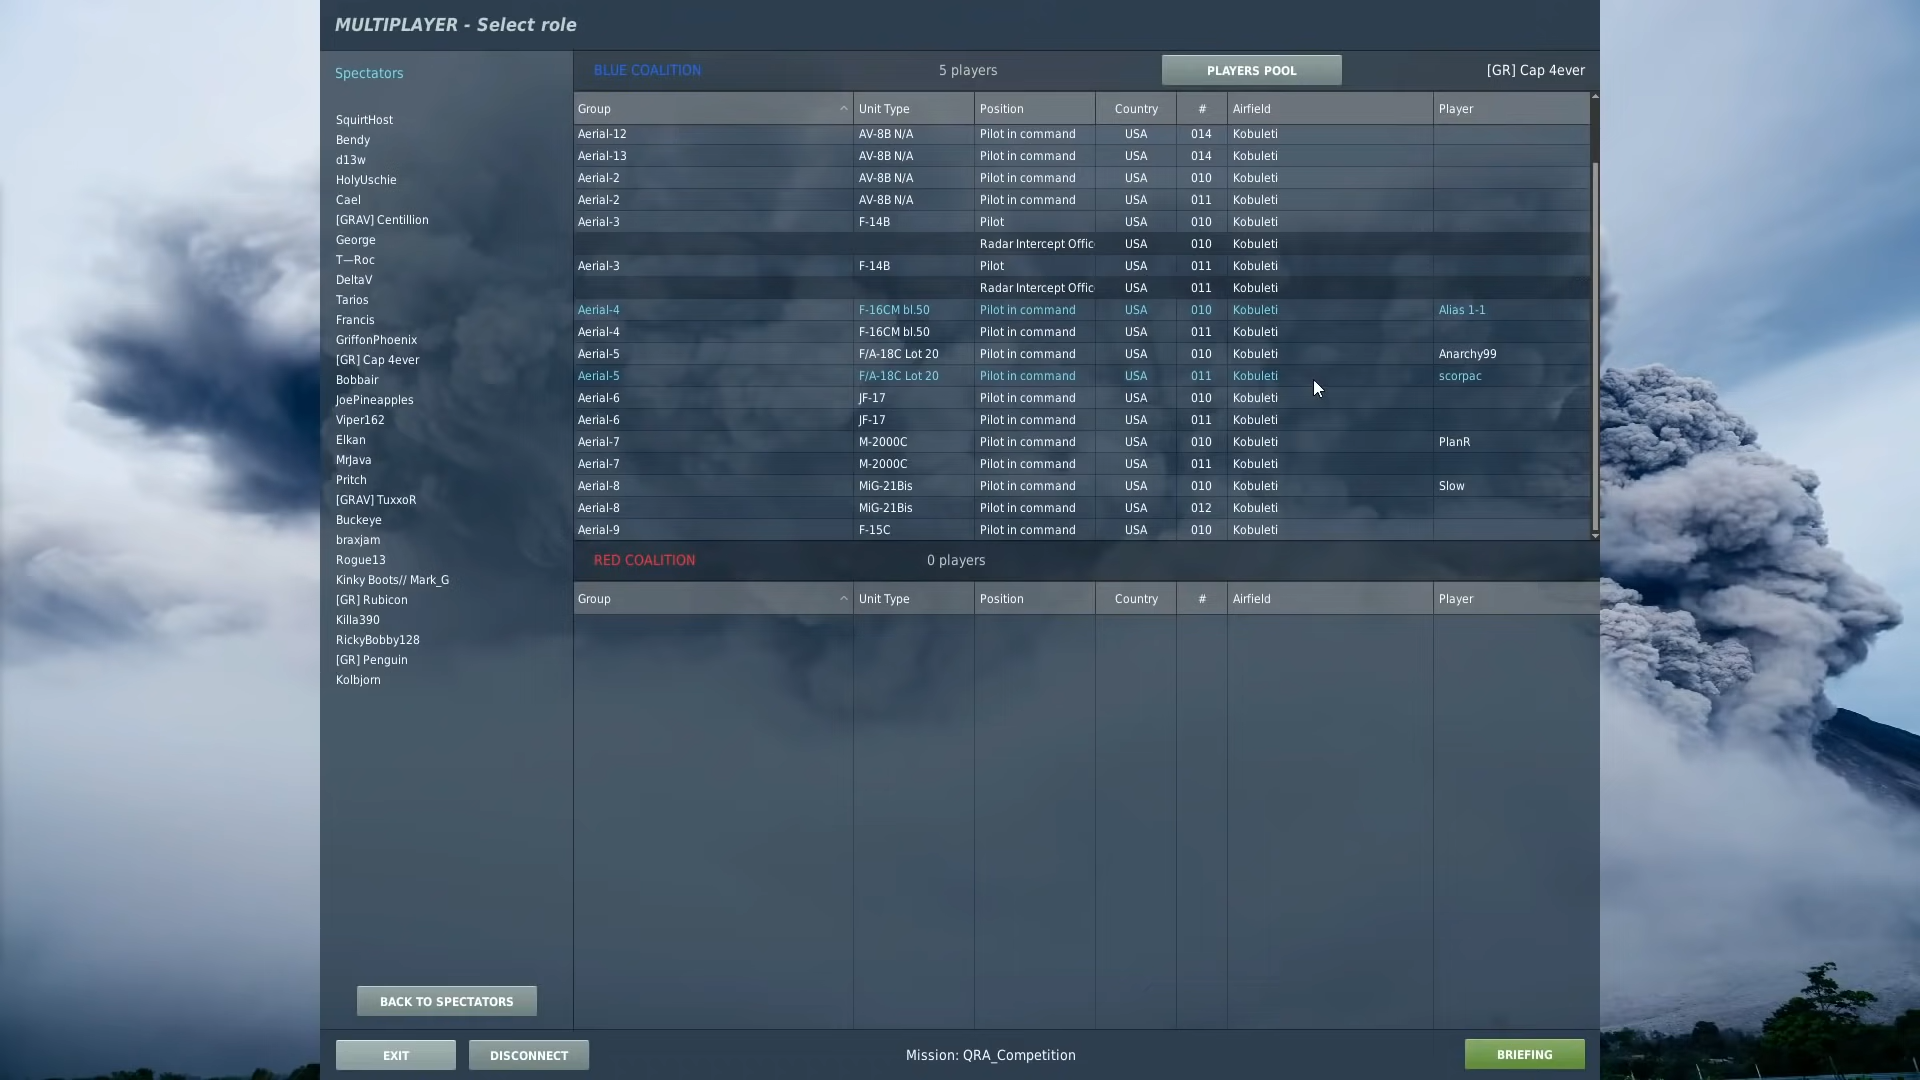 MULTIPLAYER - Select role
Spectators
SquirtHost
Bendy
d13w
HolyUschie
Cael
[GRAV] Centillion
George
T—Roc
DeltaV
Tarios
Francis
GriffonPhoenix
[GR] Cap 4ever
Bobbair
JoePineapples
Viper162
Elkan
MrJava
Pritch
[GRAV] TuxxoR
Buckeye
braxjam
Rogue13
Kinky Boots// Mark_G
[GR] Rubicon
Killa390
RickyBobby128
[GR] Penguin
Kolbjorn
BACK TO SPECTATORS
BLUE COALITION 5 players PLAYERS POOL [GR] Cap 4ever
Group Unit Type Position Country # Airfield Player
Aerial-12 AV-8B N/A Pilot in command USA 014 Kobuleti
Aerial-13 AV-8B N/A Pilot in command USA 014 Kobuleti
Aerial-2 AV-8B N/A Pilot in command USA 010 Kobuleti
Aerial-2 AV-8B N/A Pilot in command USA 011 Kobuleti
Aerial-3 F-14B Pilot USA 010 Kobuleti
Radar Intercept Offic USA 010 Kobuleti
Aerial-3 F-14B Pilot USA 011 Kobuleti
Radar Intercept Offic USA 011 Kobuleti
Aerial-4 F-16CM bl.50 Pilot in command USA 010 Kobuleti Alias 1-1
Aerial-4 F-16CM bl.50 Pilot in command USA 011 Kobuleti
Aerial-5 F/A-18C Lot 20 Pilot in command USA 010 Kobuleti Anarchy99
Aerial-5 F/A-18C Lot 20 Pilot in command USA 011 Kobuleti scorpac
Aerial-6 JF-17 Pilot in command USA 010 Kobuleti
Aerial-6 JF-17 Pilot in command USA 011 Kobuleti
Aerial-7 M-2000C Pilot in command USA 010 Kobuleti PlanR
Aerial-7 M-2000C Pilot in command USA 011 Kobuleti
Aerial-8 MiG-21Bis Pilot in command USA 010 Kobuleti Slow
Aerial-8 MiG-21Bis Pilot in command USA 012 Kobuleti
Aerial-9 F-15C Pilot in command USA 010 Kobuleti
RED COALITION 0 players
Group Unit Type Position Country # Airfield Player
EXIT DISCONNECT Mission: QRA_Competition BRIEFING